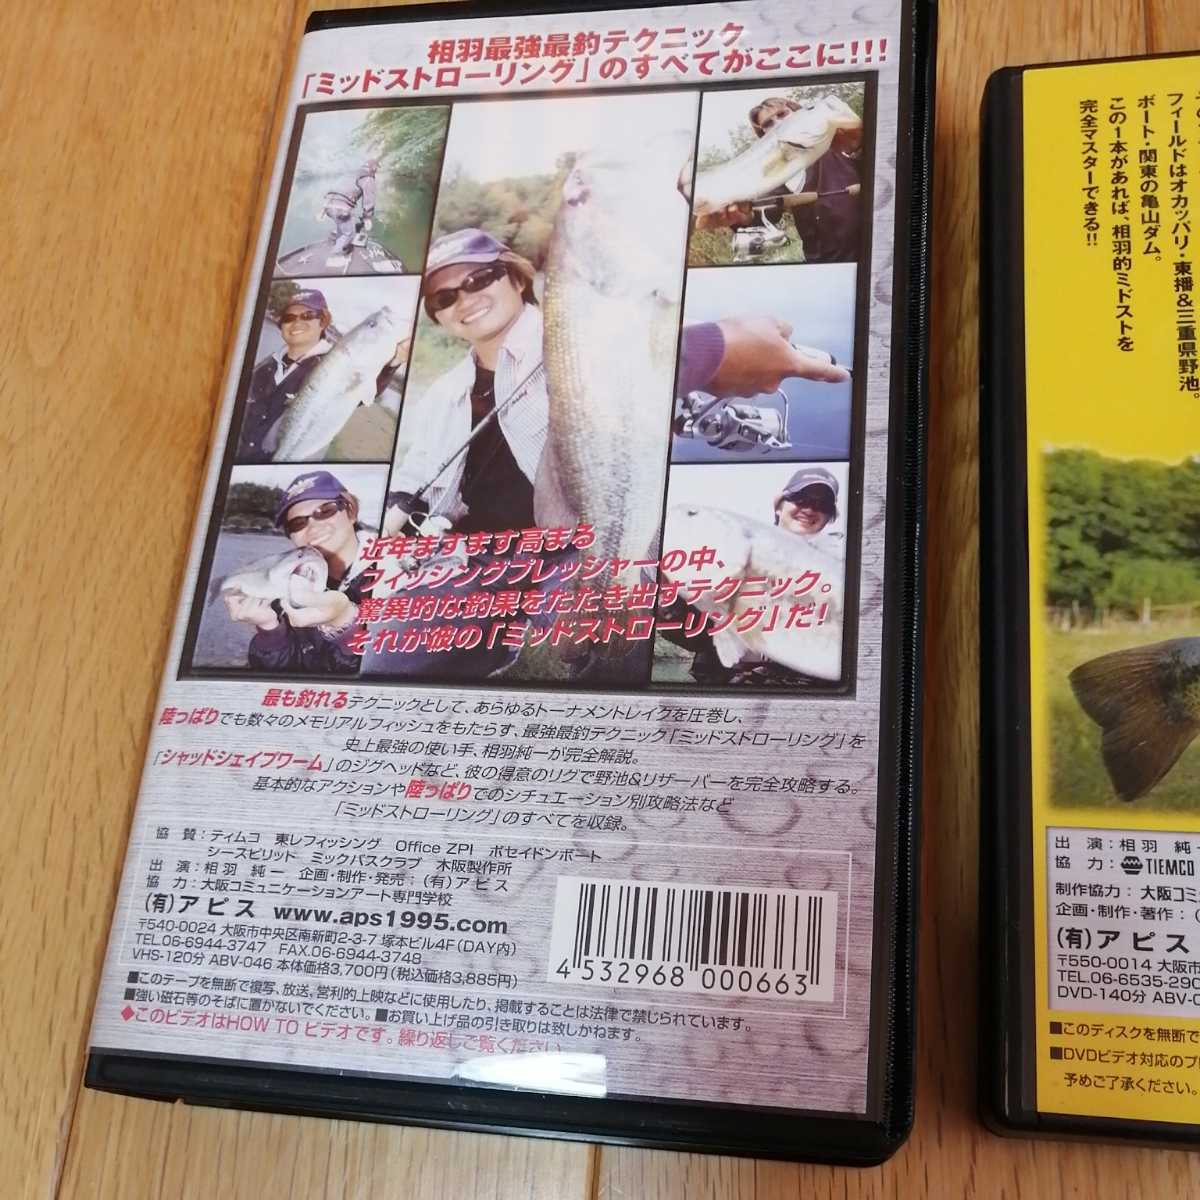 相羽最強最釣テクニック
「ミッドストローリング」のすべてがここに!!!
近年ますます高まる
フィッシングプレッシャーの中、
驚異的な釣果をたたき出すテクニック。
それが彼の「ミッドストローリング」だ!
最も釣れるテクニックとして、あらゆるトーナメントレイクを圧巻し、
陸っぱりでも数々のメモリアルフィッシュをもたらす、最強最釣テクニック「ミッドストローリング」を
史上最強の使い手、相羽純一が完全解説。
「シャッドシェイプワーム」のジグヘッドなど、彼の得意のリグで野池&リザーバーを完全攻略する。
基本的なアクションや陸っぱりでのシチュエーション別攻略法など
「ミッドストローリング」のすべてを収録。
協賛:ティムコ 東レフィッシング Office ZPI ポセイドンボート
シースピリッド ミックバスクラブ 木阪製作所
出演:相羽純一 企画・制作・発売:(有)アピス
協力:大阪コミュニケーションアート専門学校
(有)アピス www.aps1995.com
〒540-0024 大阪市中央区南新町2-3-7 塚本ビル4F(DAY内)
TEL.06-6944-3747 FAX.06-6944-3748
VHS-120分 ABV-046 本体価格3,700円(税込価格3,885円)
4 532968 000663
■このテープを無断で複写、放送、営利的上映などに使用したり、掲載することは法律で禁じられています。
■強い磁石等のそばに置かないでください。■お買い上げ品の引き取りは致しかねます。
◆このビデオはHOW TO ビデオです。繰り返しご覧ください
フィールドはオカッパリ・東播&三重県野池。
ボート・関東の亀山ダム。
この1本があれば、相羽的ミドストを
完全マスターできる!!
出演:相羽 純一
協力:TIEMCO
制作協力:大阪コミ
企画・制作・著作:(
(有)アピス
〒550-0014 大阪市
TEL.06-6535-290
DVD-140分 ABV-0
■このディスクを無断で
■DVDビデオ対応のプ
予めご了承ください。